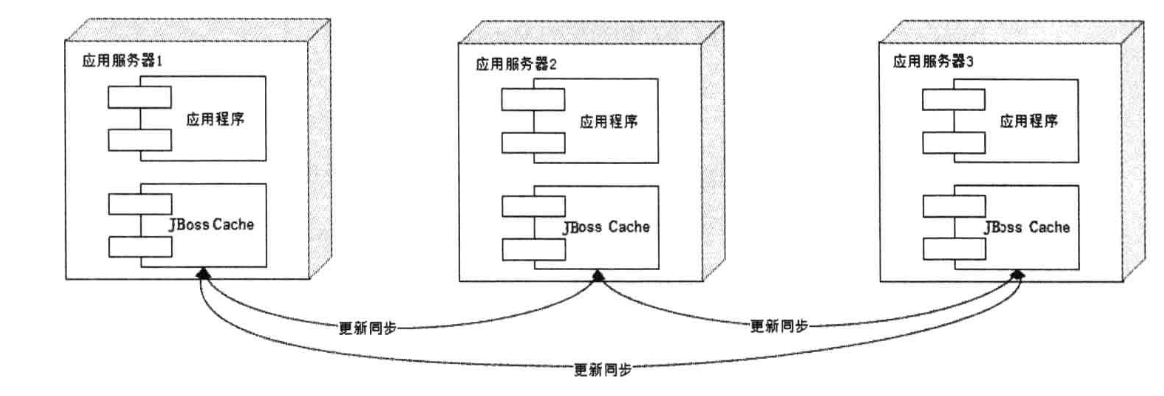 应用服务器1
应用程序
JBoss Cache
应用服务器2
应用程序
JBoss Cache
应用服务器3
应用程序
JBoss Cache
更新同步
更新同步
更新同步